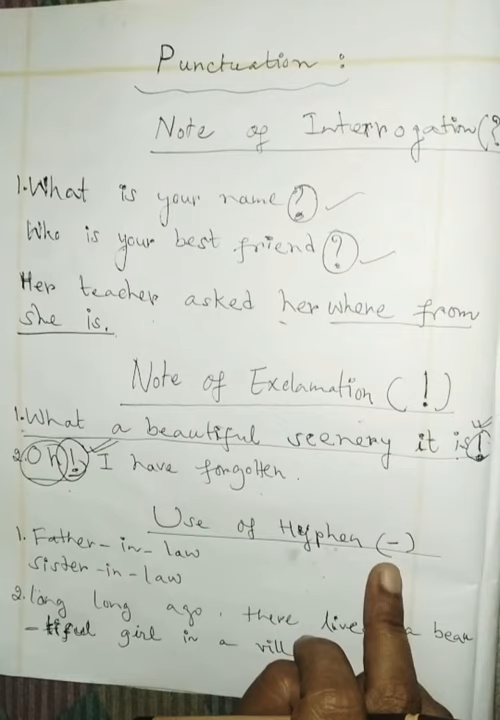 Punctuation :
Note of Interrogation (?
1. What is your name ?
Who is your best friend ?
Her teacher asked her where from
she is.
Note of Exclamation ( ! )
1. What a beautiful scenery it is !
2. Oh ! I have forgotten.
Use of Hyphen (-)
1. Father-in-law
sister-in-law
2. long long ago. there live a beau
-tiful girl in a vill